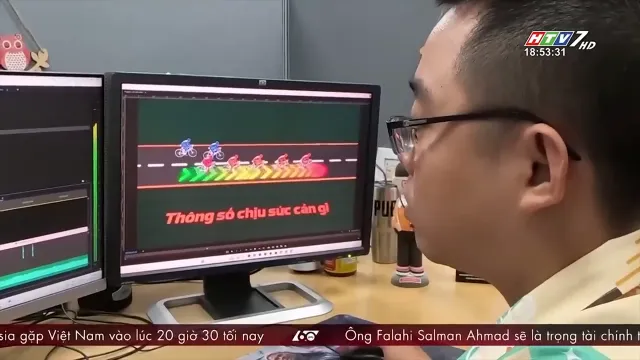 HTV7 HD
18:53:31
Thông số chịu sức cản gì
sia gặp Việt Nam vào lúc 20 giờ 30 tối nay
Ông Falahi Salman Ahmad sẽ là trọng tài chính